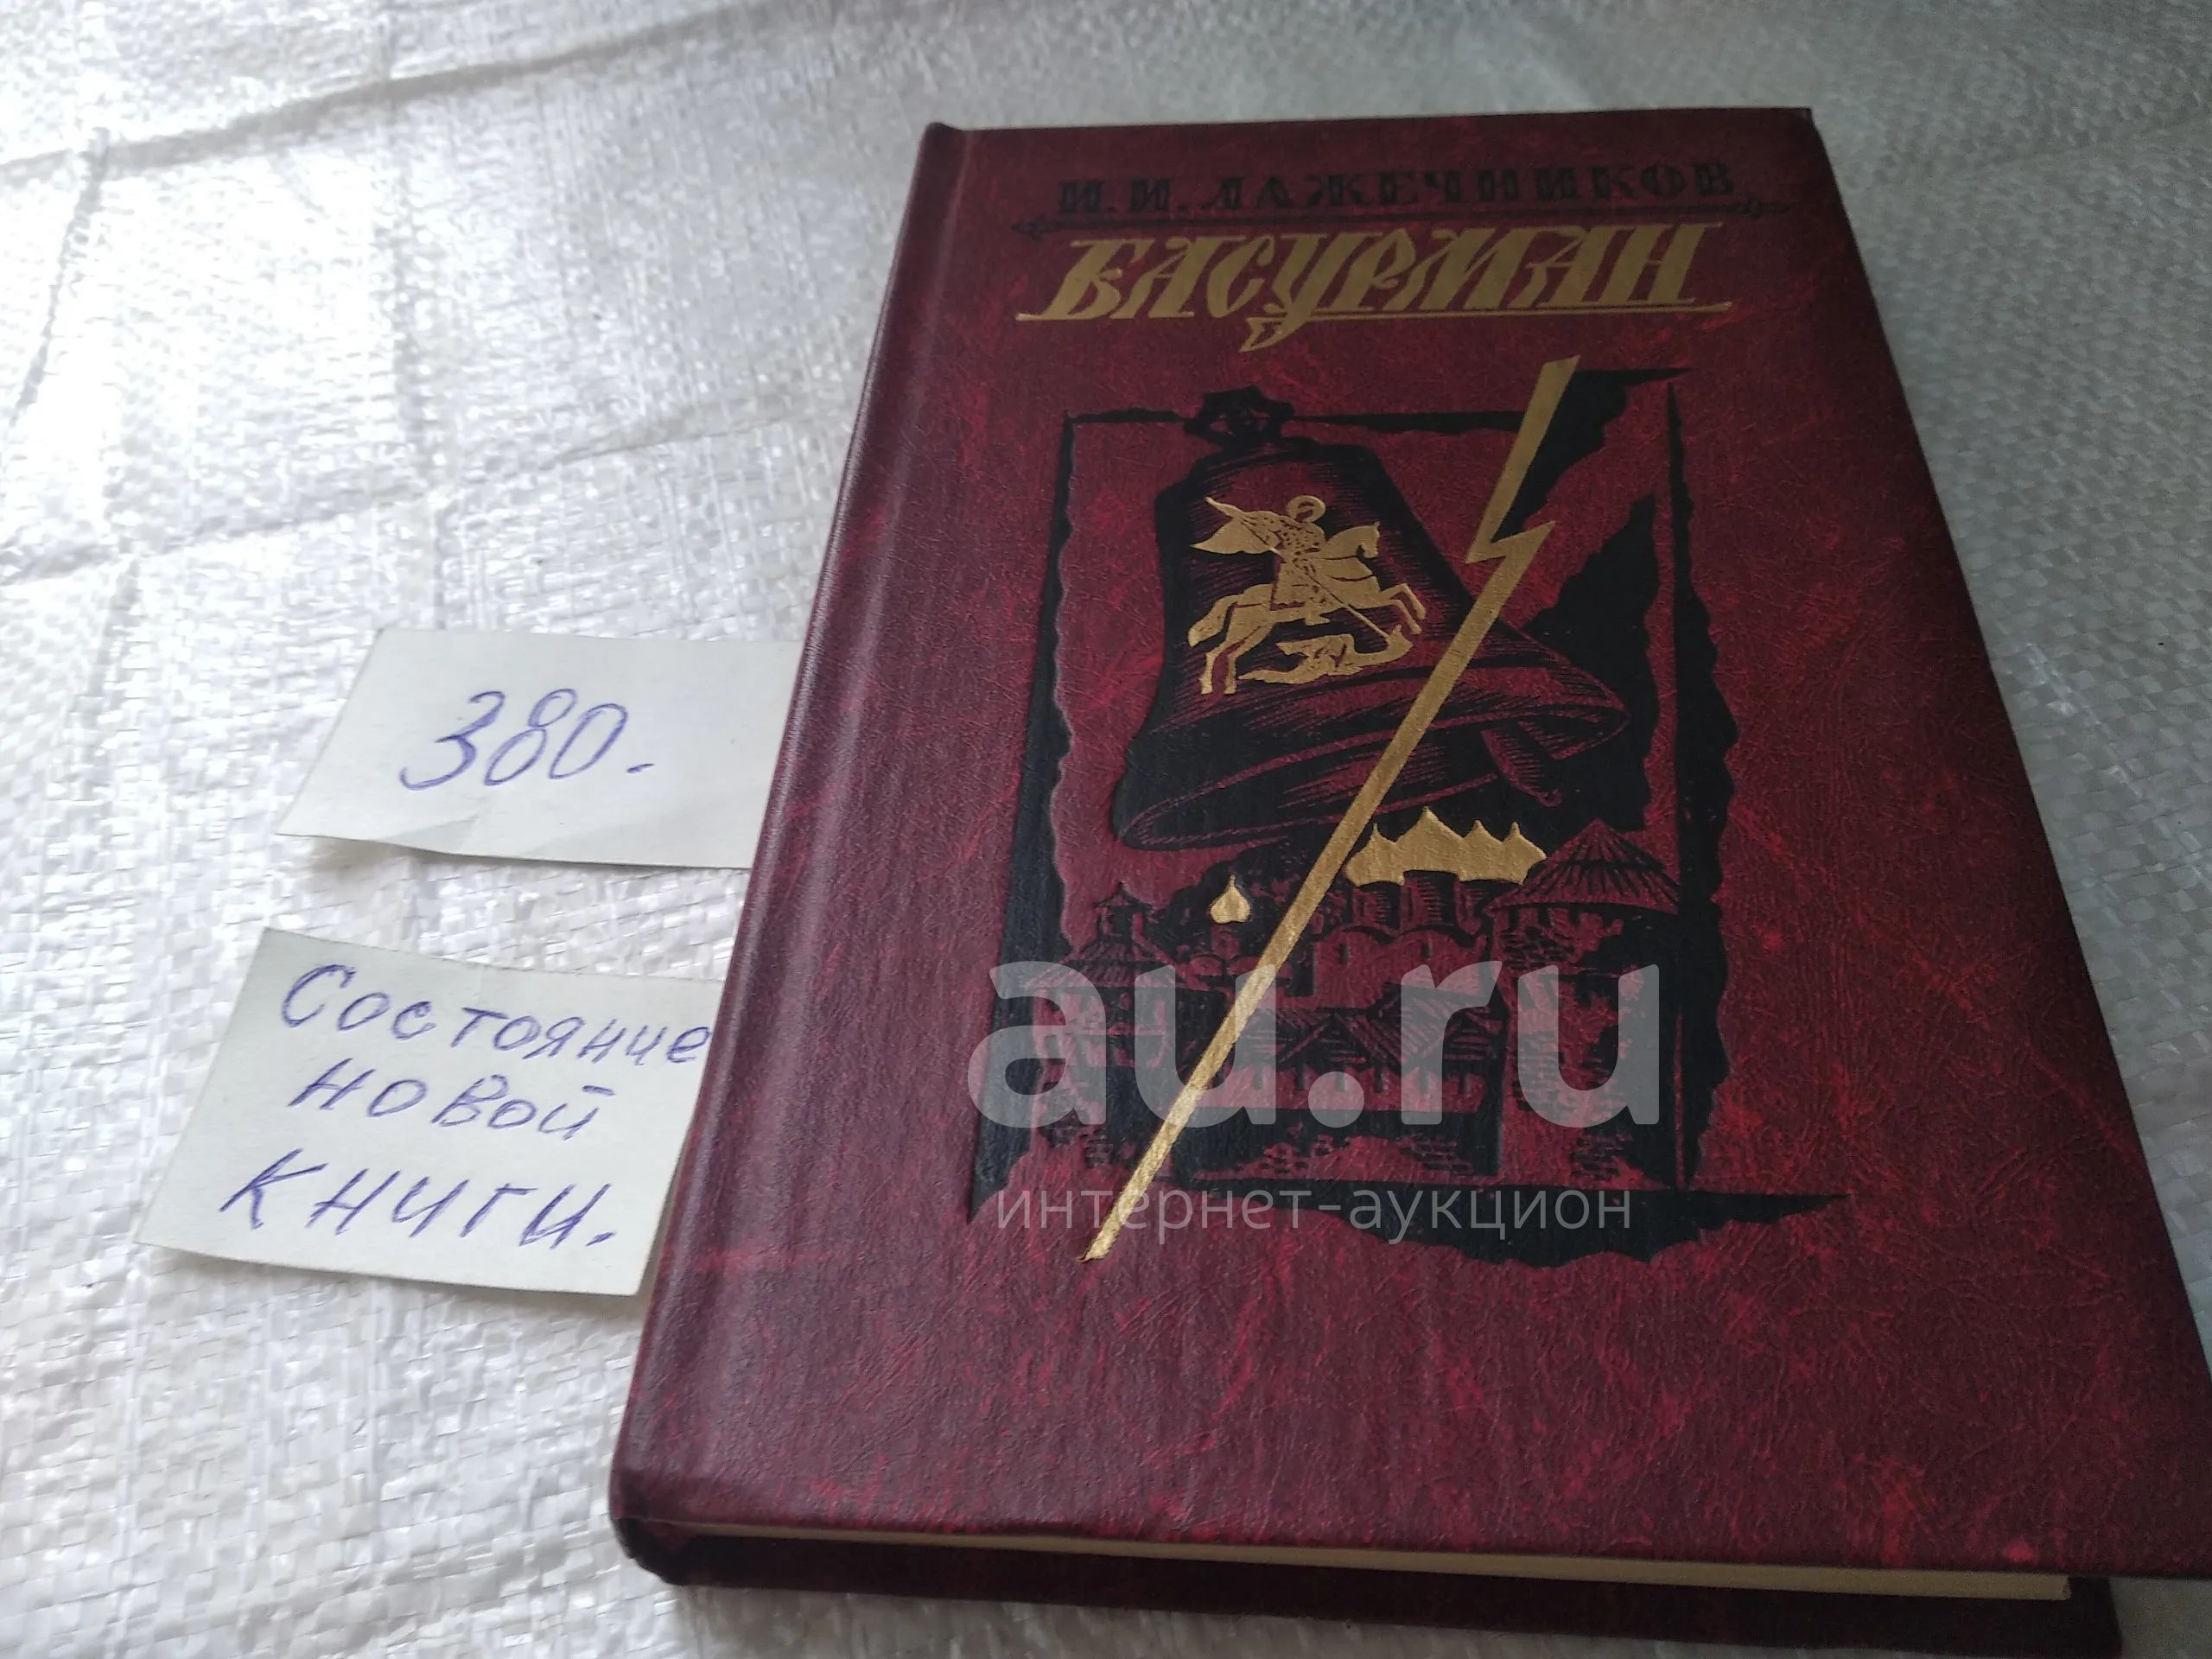 И.И.ЛАЖЕЧНИКОВ
БАСУРМАН
380.
Состояние
новой
книги.
au.ru
интернет-аукцион